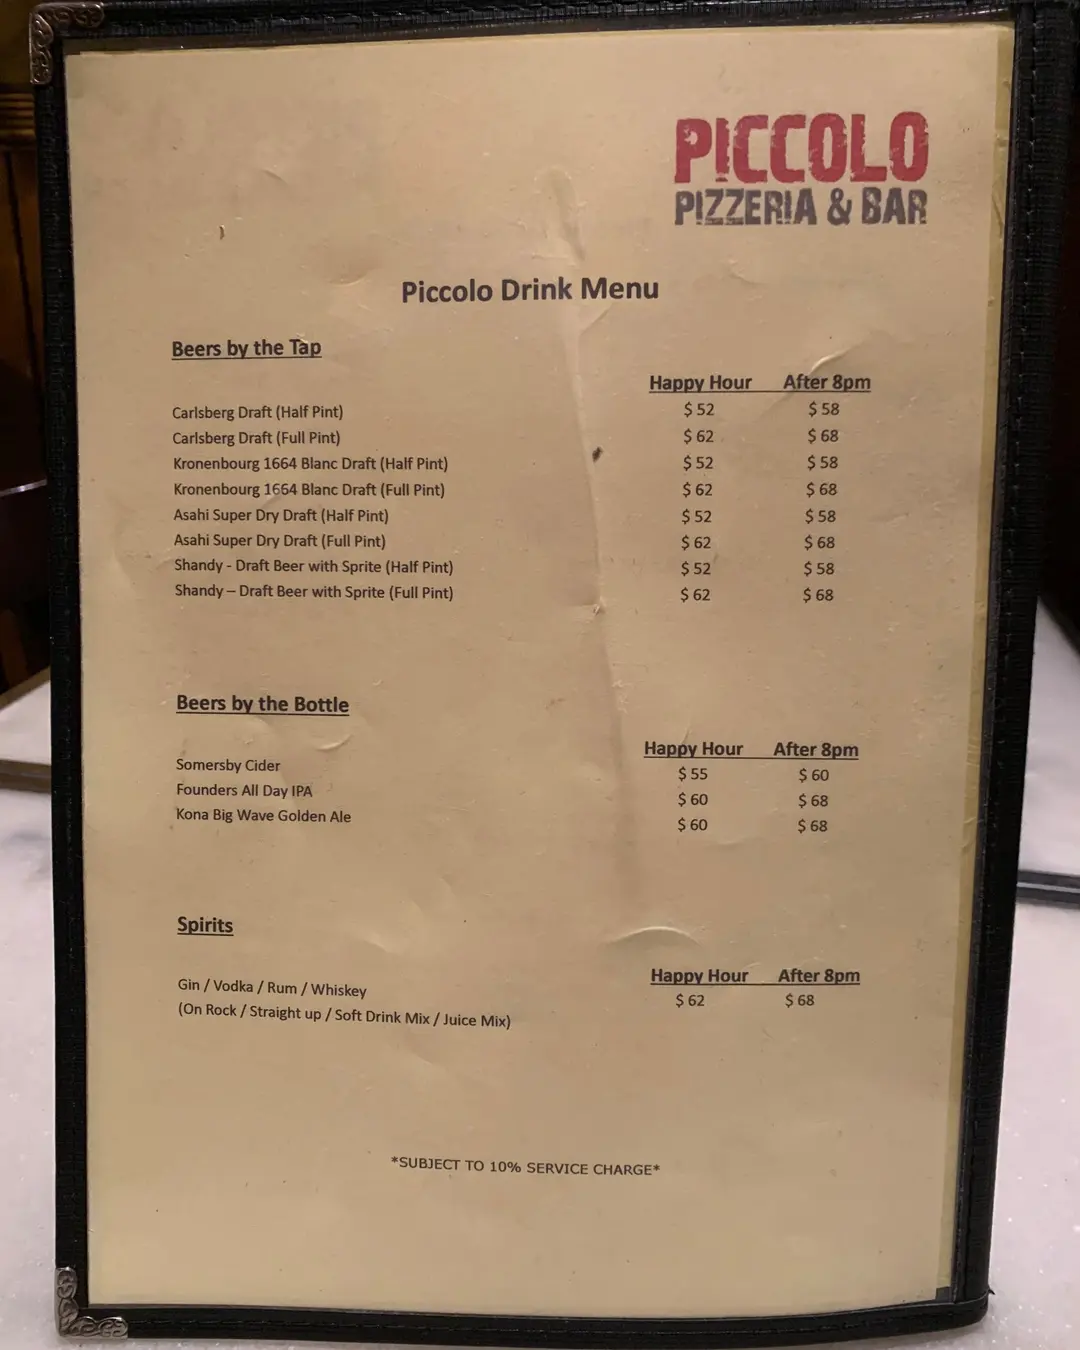 PICCOLO
PIZZERIA & BAR
Piccolo Drink Menu
Beers by the Tap
Happy Hour After 8pm
Carlsberg Draft (Half Pint) $ 52 $ 58
Carlsberg Draft (Full Pint) $ 62 $ 68
Kronenbourg 1664 Blanc Draft (Half Pint) $ 52 $ 58
Kronenbourg 1664 Blanc Draft (Full Pint) $ 62 $ 68
Asahi Super Dry Draft (Half Pint) $ 52 $ 58
Asahi Super Dry Draft (Full Pint) $ 62 $ 68
Shandy - Draft Beer with Sprite (Half Pint) $ 52 $ 58
Shandy – Draft Beer with Sprite (Full Pint) $ 62 $ 68
Beers by the Bottle
Happy Hour After 8pm
Somersby Cider $ 55 $ 60
Founders All Day IPA $ 60 $ 68
Kona Big Wave Golden Ale $ 60 $ 68
Spirits
Happy Hour After 8pm
Gin / Vodka / Rum / Whiskey $ 62 $ 68
(On Rock / Straight up / Soft Drink Mix / Juice Mix)
*SUBJECT TO 10% SERVICE CHARGE*